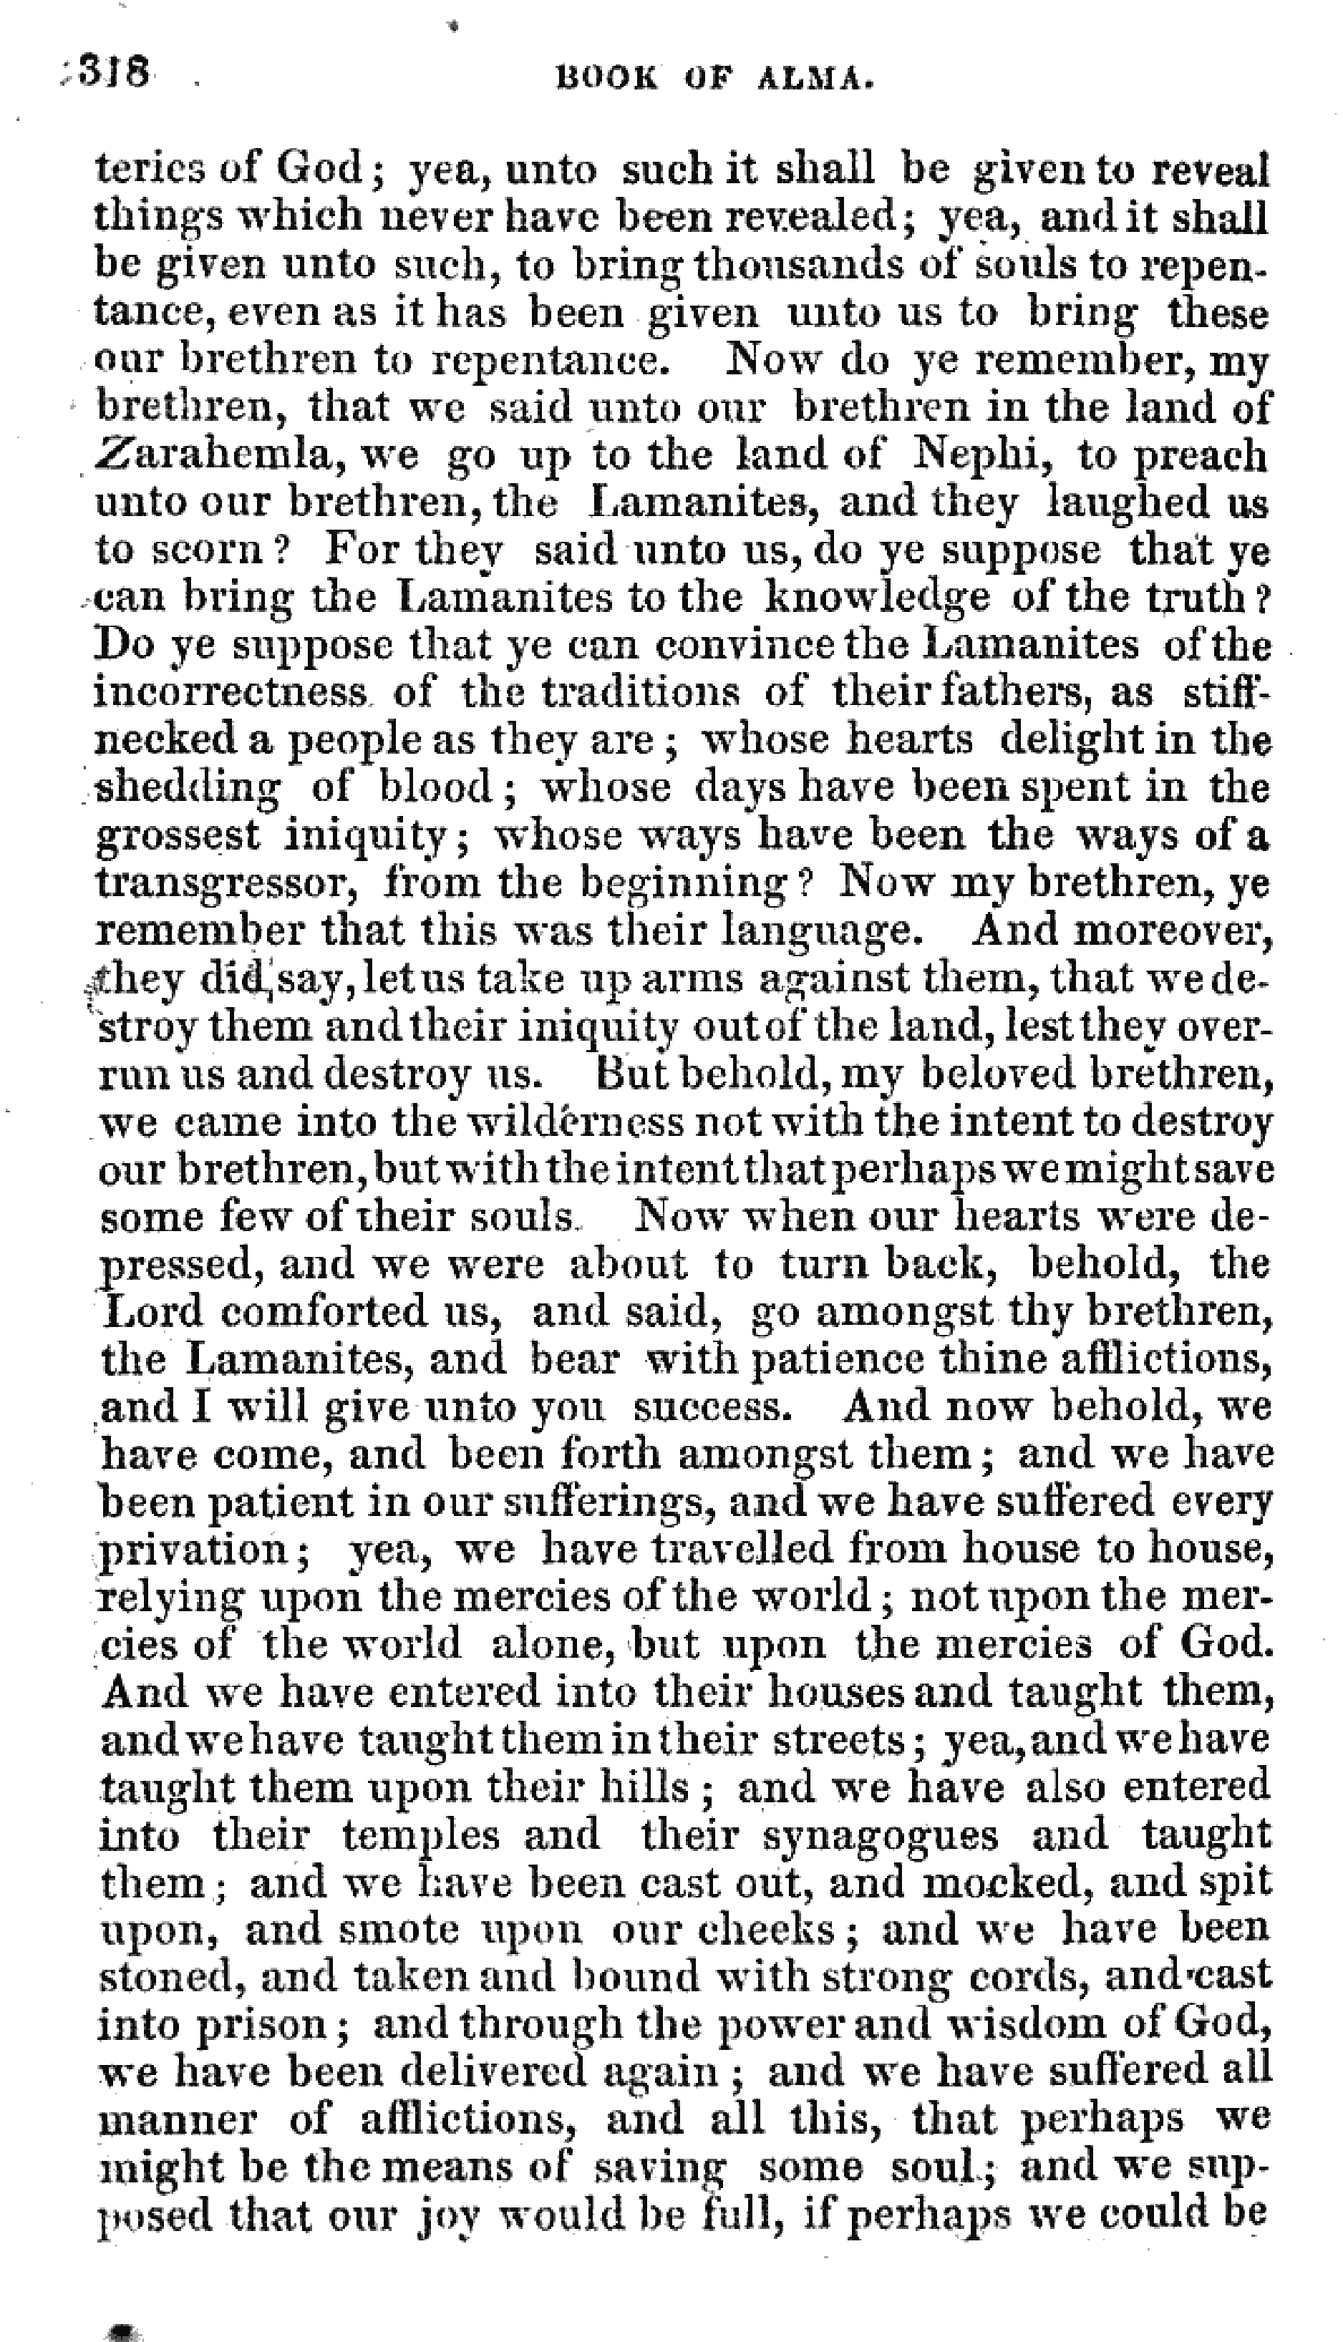 318 BOOK OF ALMA.
teries of God; yea, unto such it shall be given to reveal
things which never have been revealed; yea, and it shall
be given unto such, to bring thousands of souls to repen-
tance, even as it has been given unto us to bring these
our brethren to repentance. Now do ye remember, my
brethren, that we said unto our brethren in the land of
Zarahemla, we go up to the land of Nephi, to preach
unto our brethren, the Lamanites, and they laughed us
to scorn? For they said unto us, do ye suppose that ye
can bring the Lamanites to the knowledge of the truth?
Do ye suppose that ye can convince the Lamanites of the
incorrectness of the traditions of their fathers, as stiff-
necked a people as they are; whose hearts delight in the
shedding of blood; whose days have been spent in the
grossest iniquity; whose ways have been the ways of a
transgressor, from the beginning? Now my brethren, ye
remember that this was their language. And moreover,
they did say, let us take up arms against them, that we de-
stroy them and their iniquity out of the land, lest they over-
run us and destroy us. But behold, my beloved brethren,
we came into the wilderness not with the intent to destroy
our brethren, but with the intent that perhaps we might save
some few of their souls. Now when our hearts were de-
pressed, and we were about to turn back, behold, the
Lord comforted us, and said, go amongst thy brethren,
the Lamanites, and bear with patience thine afflictions,
and I will give unto you success. And now behold, we
have come, and been forth amongst them; and we have
been patient in our sufferings, and we have suffered every
privation; yea, we have travelled from house to house,
relying upon the mercies of the world; not upon the mer-
cies of the world alone, but upon the mercies of God.
And we have entered into their houses and taught them,
and we have taught them in their streets; yea, and we have
taught them upon their hills; and we have also entered
into their temples and their synagogues and taught
them; and we have been cast out, and mocked, and spit
upon, and smote upon our cheeks; and we have been
stoned, and taken and bound with strong cords, and cast
into prison; and through the power and wisdom of God,
we have been delivered again; and we have suffered all
manner of afflictions, and all this, that perhaps we
might be the means of saving some soul; and we sup-
posed that our joy would be full, if perhaps we could be